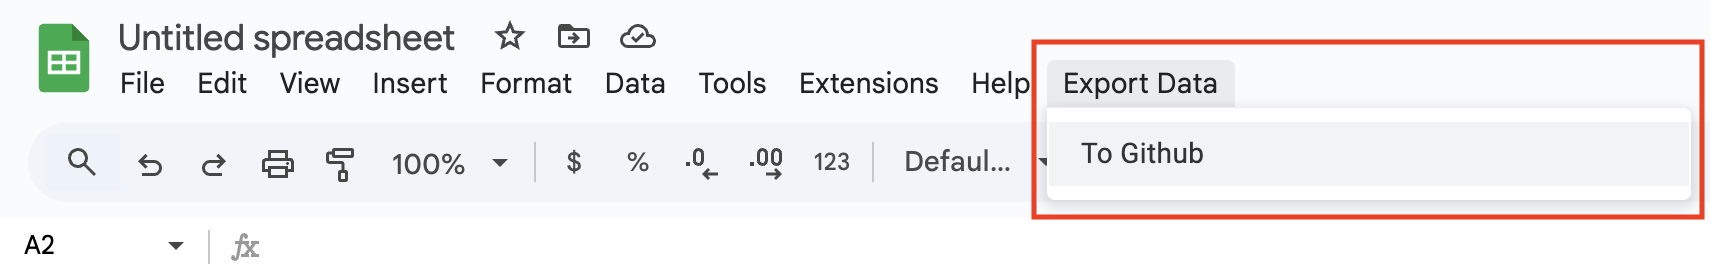 Untitled spreadsheet
File Edit View Insert Format Data Tools Extensions Help Export Data
To Github
100% $ % .0 .00 123 Defaul...
A2 fx